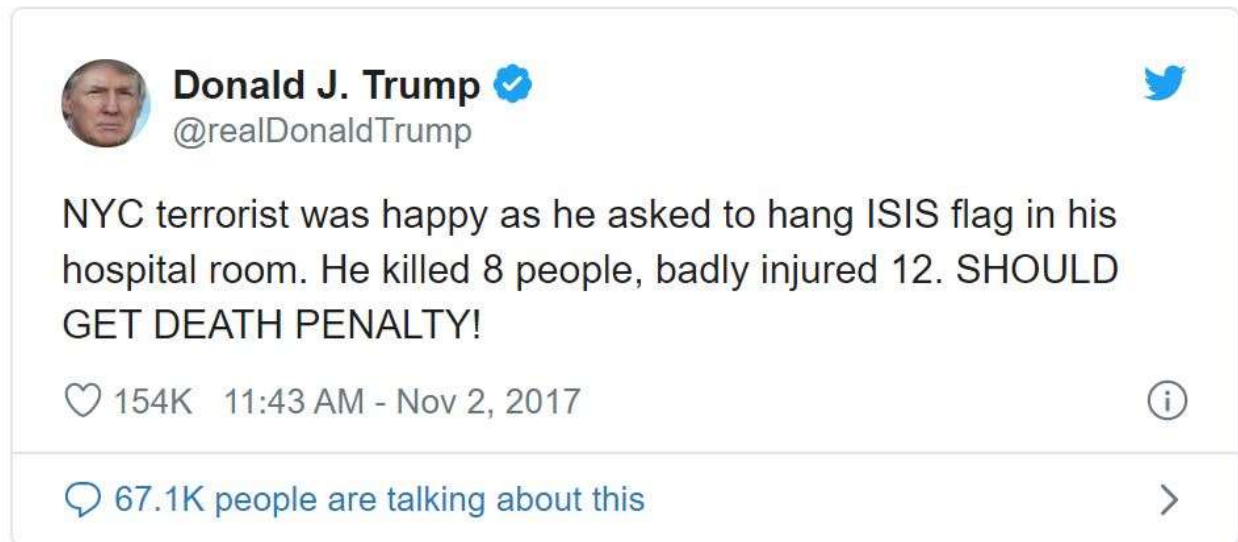 Donald J. Trump
@realDonaldTrump
NYC terrorist was happy as he asked to hang ISIS flag in his
hospital room. He killed 8 people, badly injured 12. SHOULD
GET DEATH PENALTY!
154K 11:43 AM - Nov 2, 2017
67.1K people are talking about this